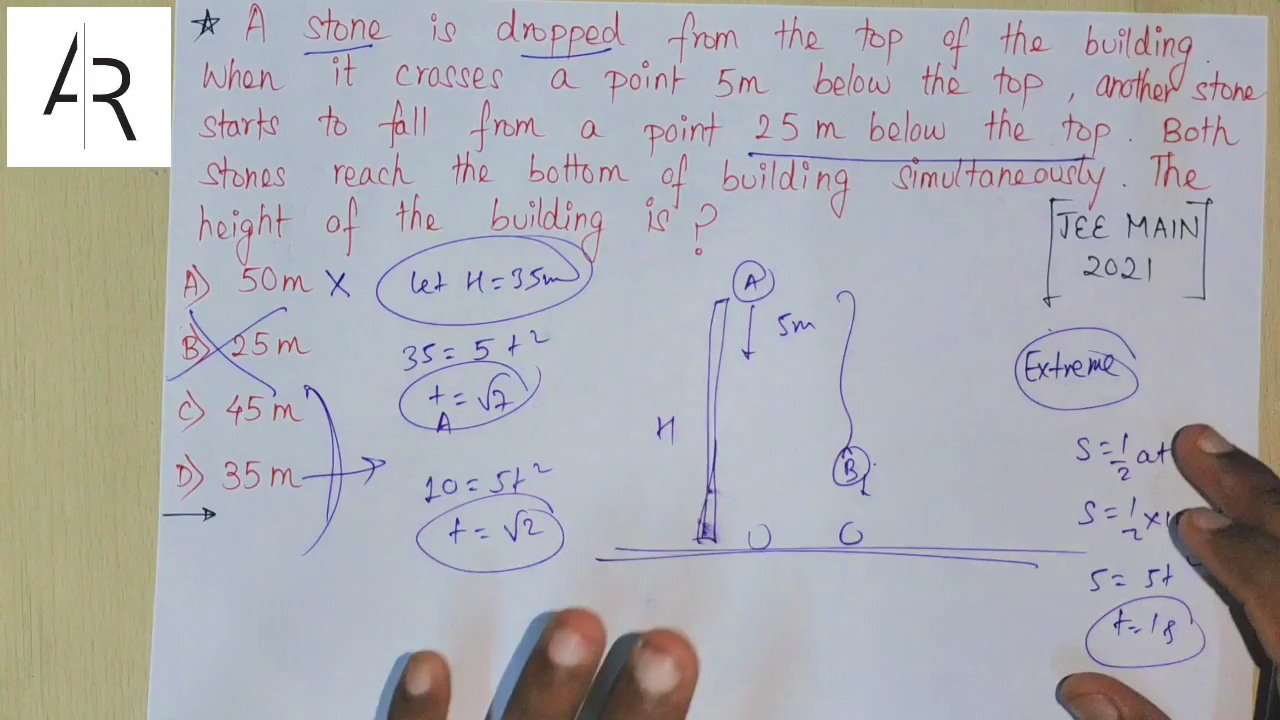 AR
☆ A stone is dropped from the top of the building.
When it crasses a point 5m below the top, another stone
starts to fall from a point 25m below the top. Both
stones reach the bottom of building simultaneously. The
height of the building is?
[JEE MAIN
2021]
A) 50m X
B) 25m
C) 45m
D) 35m
let H=35m
35 = 5t²
t = √7
A
10 = 5t²
t = √2
A
5m
H
B
Extreme
S = 1/2 at
S = 1/2 x1
5 = 5t
t = 1s